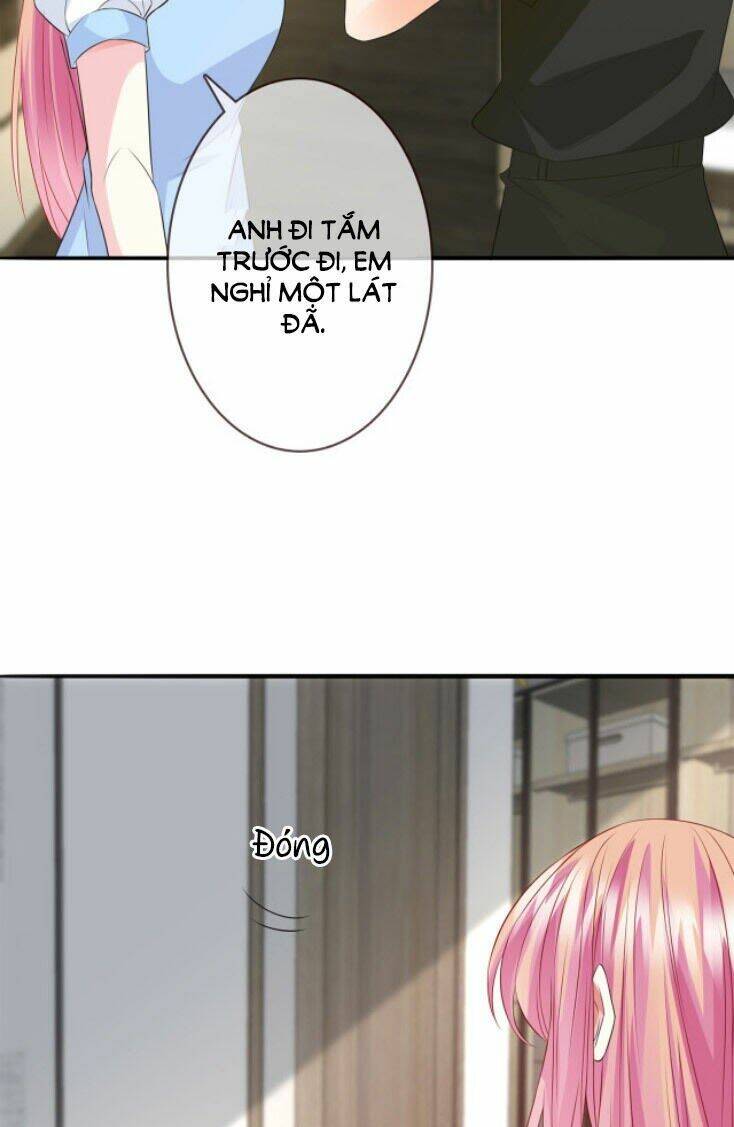 ANH ĐI TẮM
TRƯỚC ĐI, EM
NGHỈ MỘT LÁT
ĐÃ.
Đóng